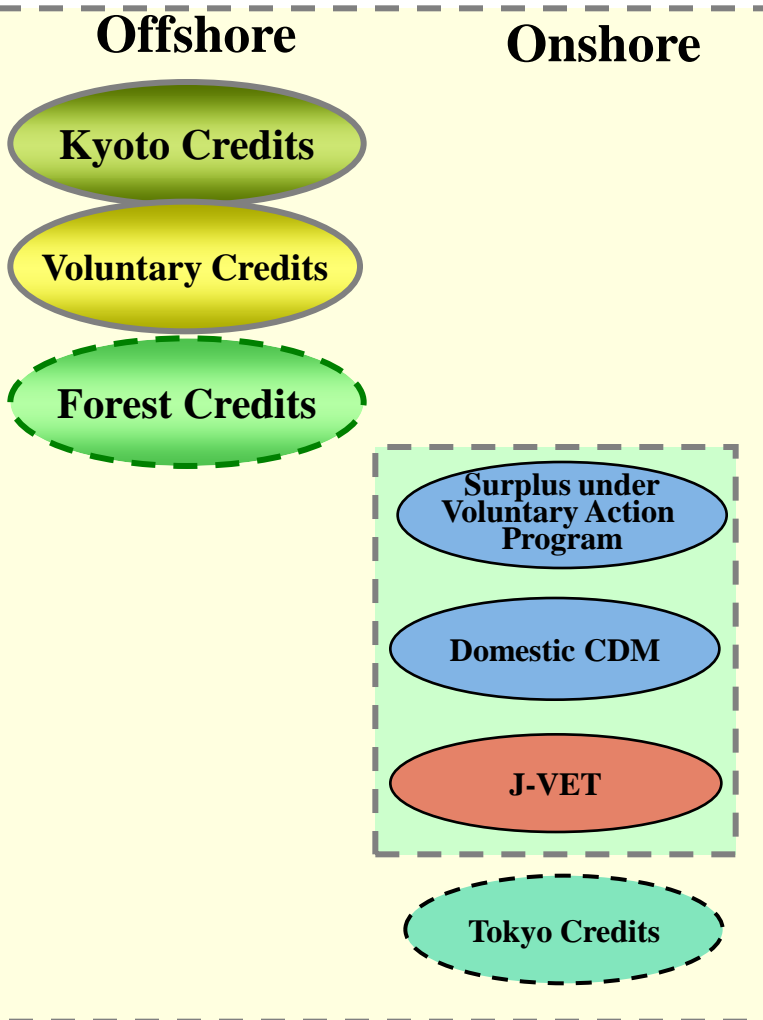 Offshore
Onshore
Kyoto Credits
Voluntary Credits
Forest Credits
Surplus under
Voluntary Action
Program
Domestic CDM
J-VET
Tokyo Credits